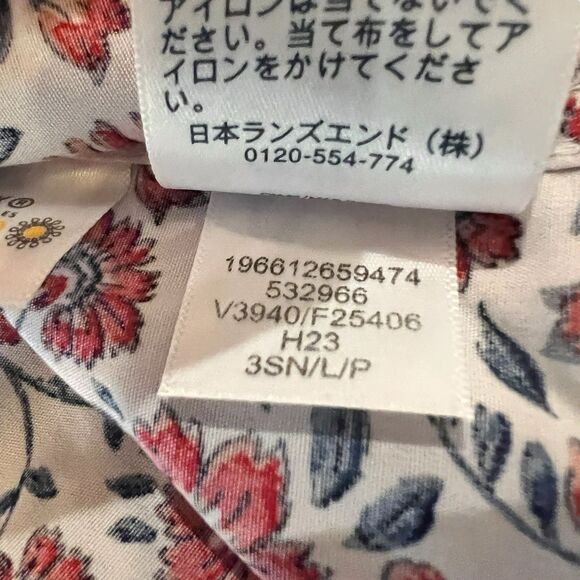 アイロンは当てないでく
ださい。当て布をしてア
イロンをかけてくださ
い。
日本ランズエンド（株）
0120-554-774
196612659474
532966
V3940/F25406
H23
3SN/L/P